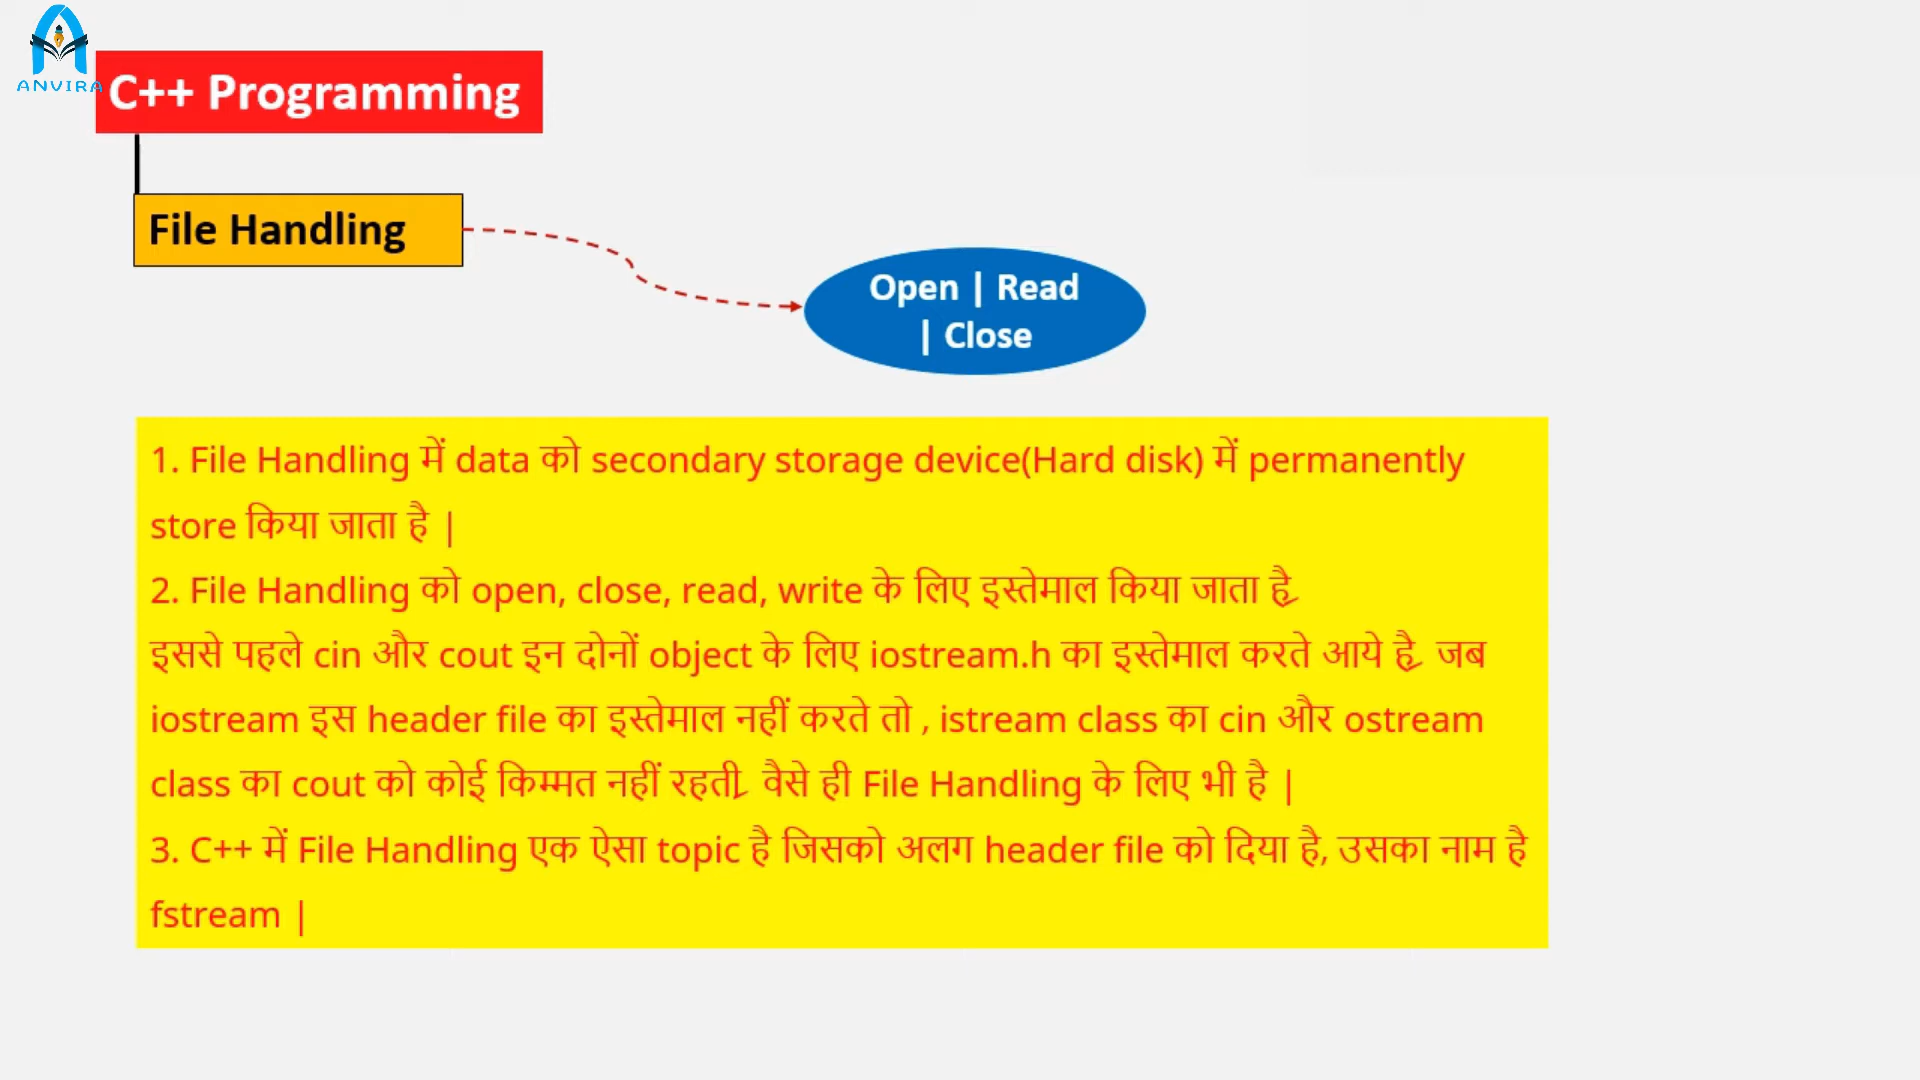 ANVIRA
C++ Programming
File Handling
Open | Read
| Close
1. File Handling में data को secondary storage device(Hard disk) में permanently
store किया जाता है |
2. File Handling को open, close, read, write के लिए इस्तेमाल किया जाता है.
इससे पहले cin और cout इन दोनों object के लिए iostream.h का इस्तेमाल करते आये है. जब
iostream इस header file का इस्तेमाल नहीं करते तो , istream class का cin और ostream
class का cout को कोई किम्मत नहीं रहती. वैसे ही File Handling के लिए भी है |
3. C++ में File Handling एक ऐसा topic है जिसको अलग header file को दिया है, उसका नाम है
fstream |